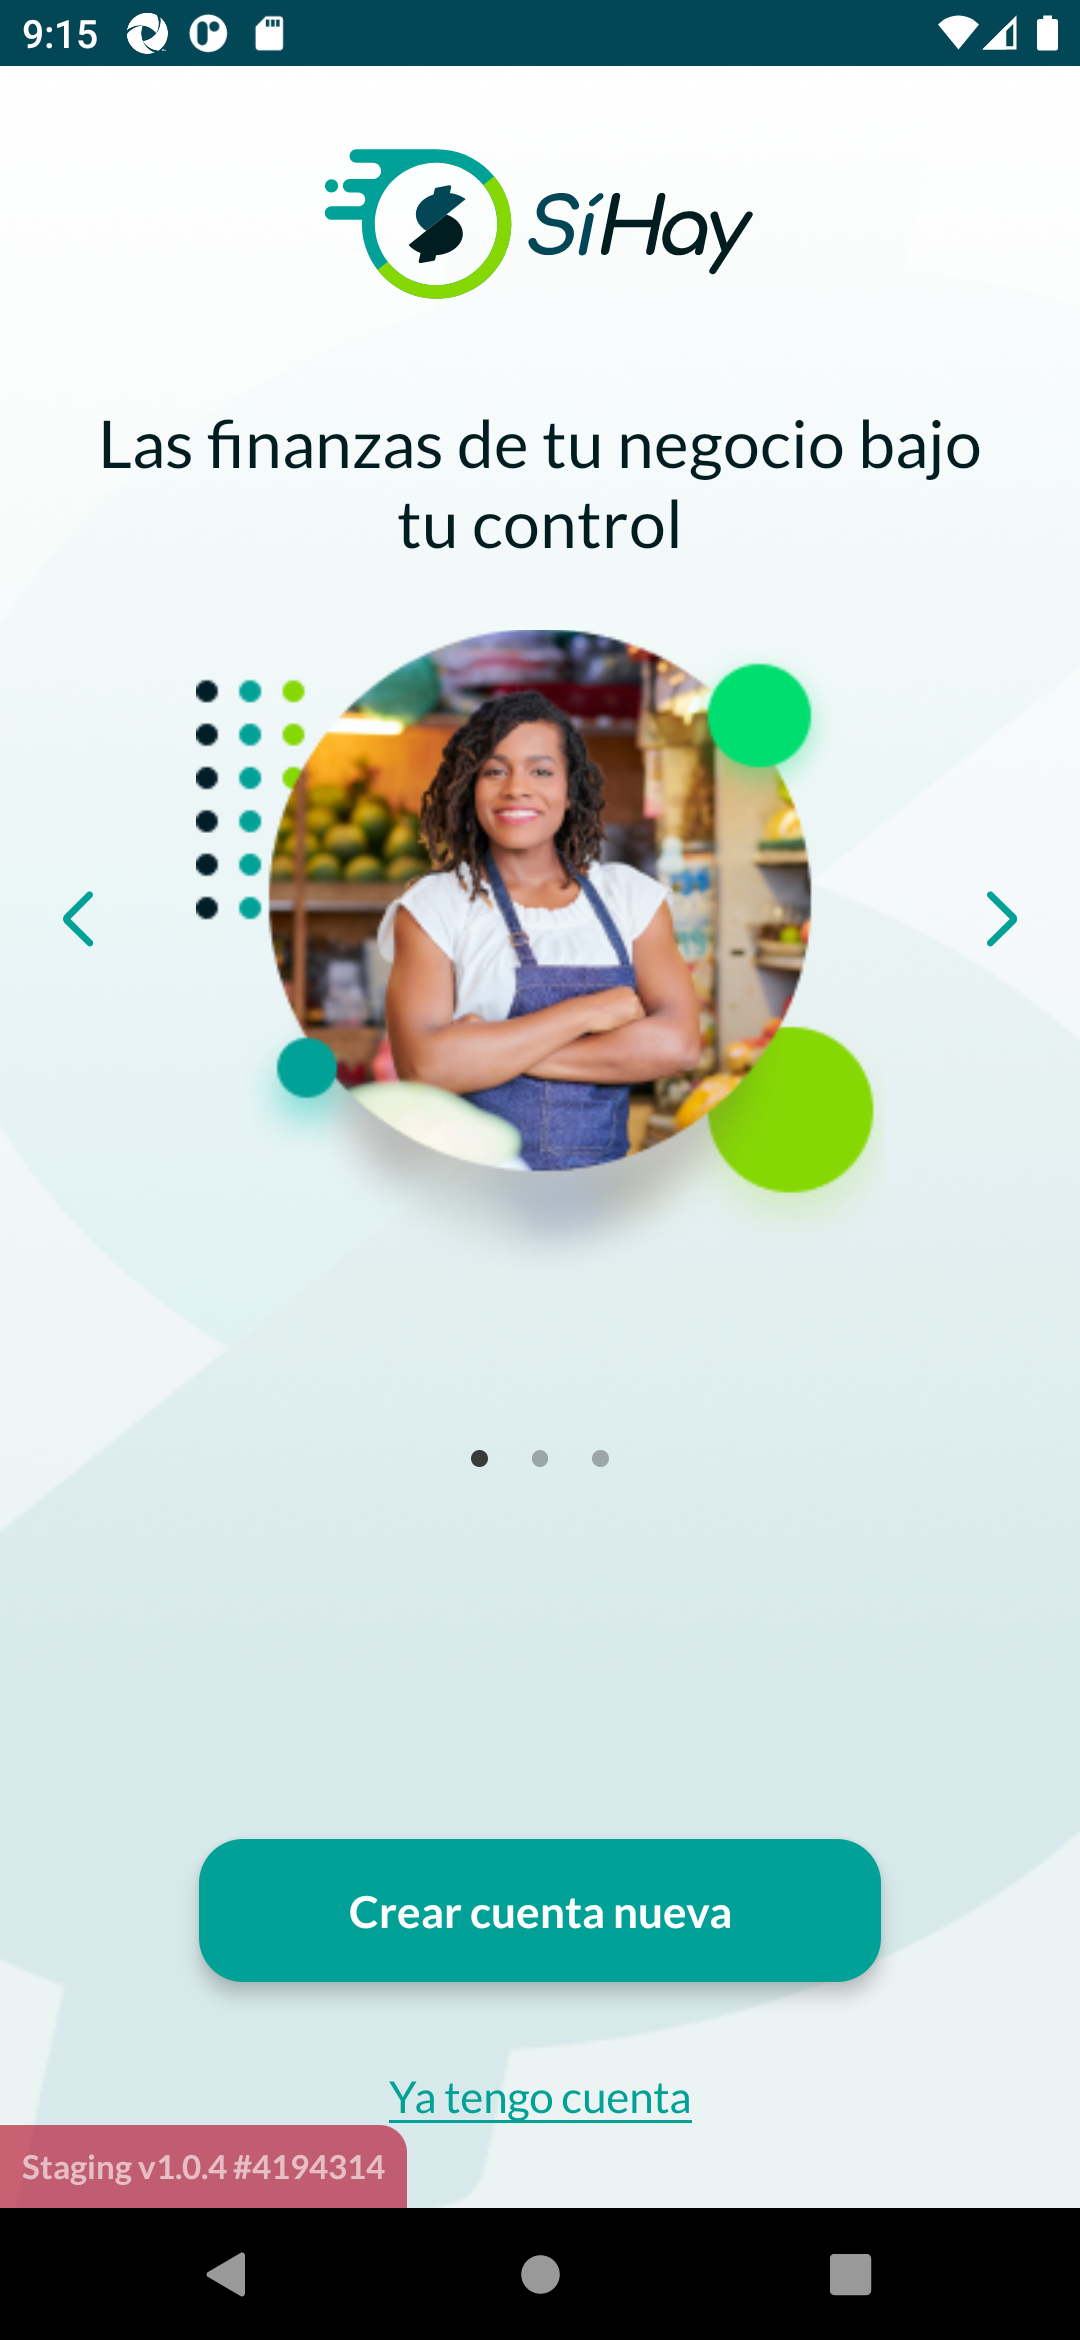 9:15
SíHay
Las finanzas de tu negocio bajo
tu control
Crear cuenta nueva
Ya tengo cuenta
Staging v1.0.4 #4194314